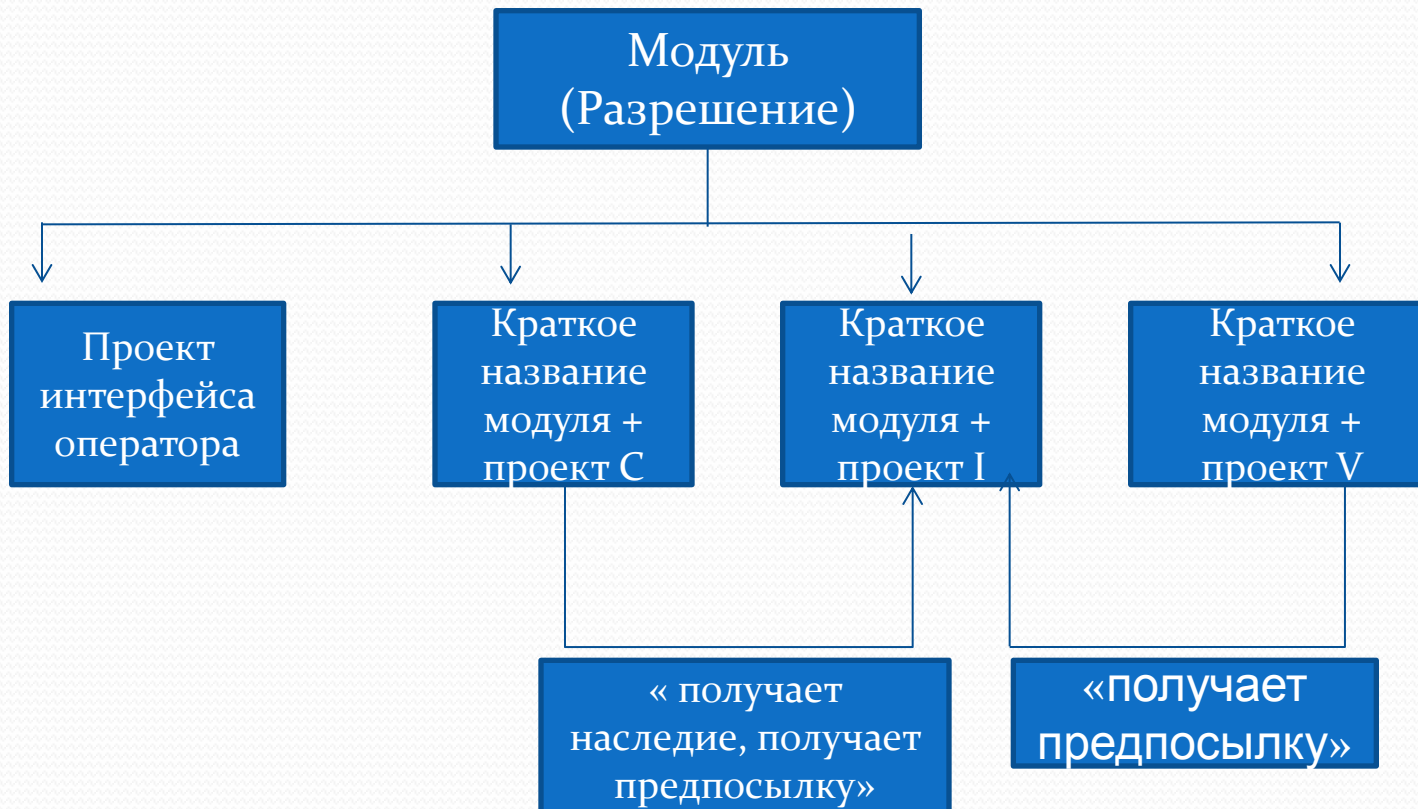 Модуль
(Разрешение)
Проект
интерфейса
оператора
Краткое
название
модуля +
проект C
Краткое
название
модуля +
проект I
Краткое
название
модуля +
проект V
« получает
наследие, получает
предпосылку»
«получает
предпосылку»